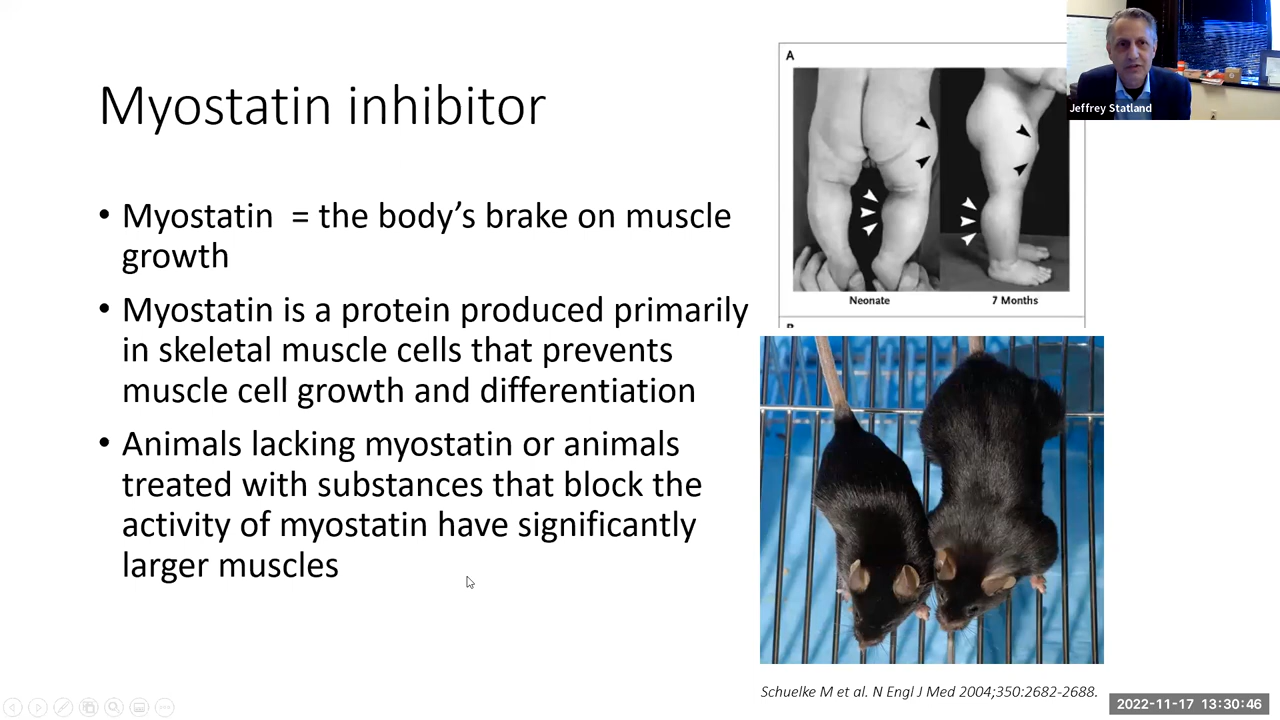 Myostatin inhibitor
• Myostatin = the body's brake on muscle
growth
• Myostatin is a protein produced primarily
in skeletal muscle cells that prevents
muscle cell growth and differentiation
• Animals lacking myostatin or animals
treated with substances that block the
activity of myostatin have significantly
larger muscles
A
Neonate
7 Months
Jeffrey Statland
Schuelke M et al. N Engl J Med 2004;350:2682-2688.
2022-11-17 13:30:46